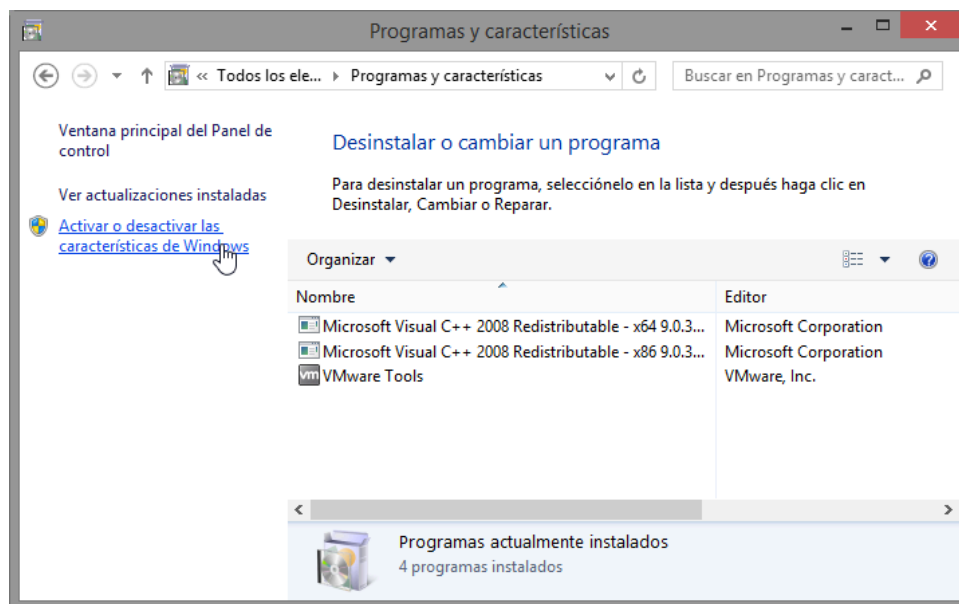 Programas y características
« Todos los ele... Programas y características
Buscar en Programas y caract...
Ventana principal del Panel de
control
Ver actualizaciones instaladas
Activar o desactivar las
características de Windows
Desinstalar o cambiar un programa
Para desinstalar un programa, selecciónelo en la lista y después haga clic en
Desinstalar, Cambiar o Reparar.
Organizar
Nombre Editor
Microsoft Visual C++ 2008 Redistributable - x64 9.0.3... Microsoft Corporation
Microsoft Visual C++ 2008 Redistributable - x86 9.0.3... Microsoft Corporation
vm VMware Tools VMware, Inc.
Programas actualmente instalados
4 programas instalados